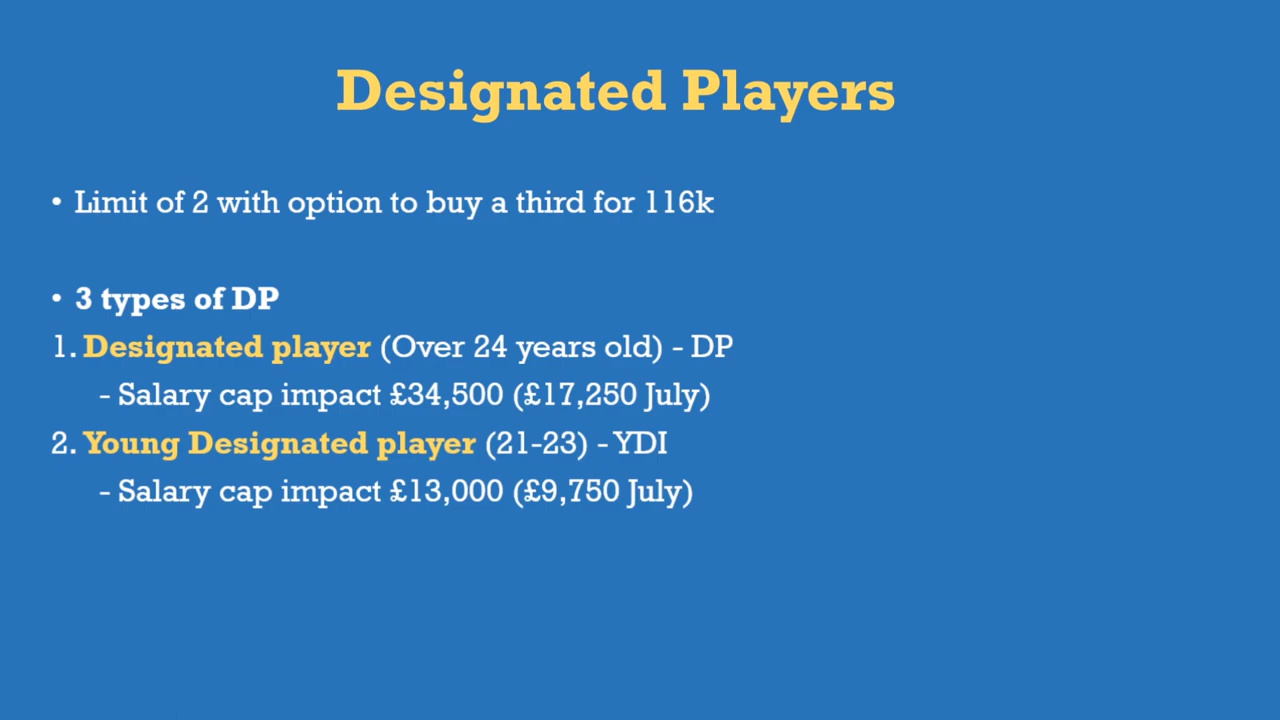 Designated Players
• Limit of 2 with option to buy a third for 116k
• 3 types of DP
1. Designated player (Over 24 years old) - DP
- Salary cap impact £34,500 (£17,250 July)
2. Young Designated player (21-23) - YDI
- Salary cap impact £13,000 (£9,750 July)